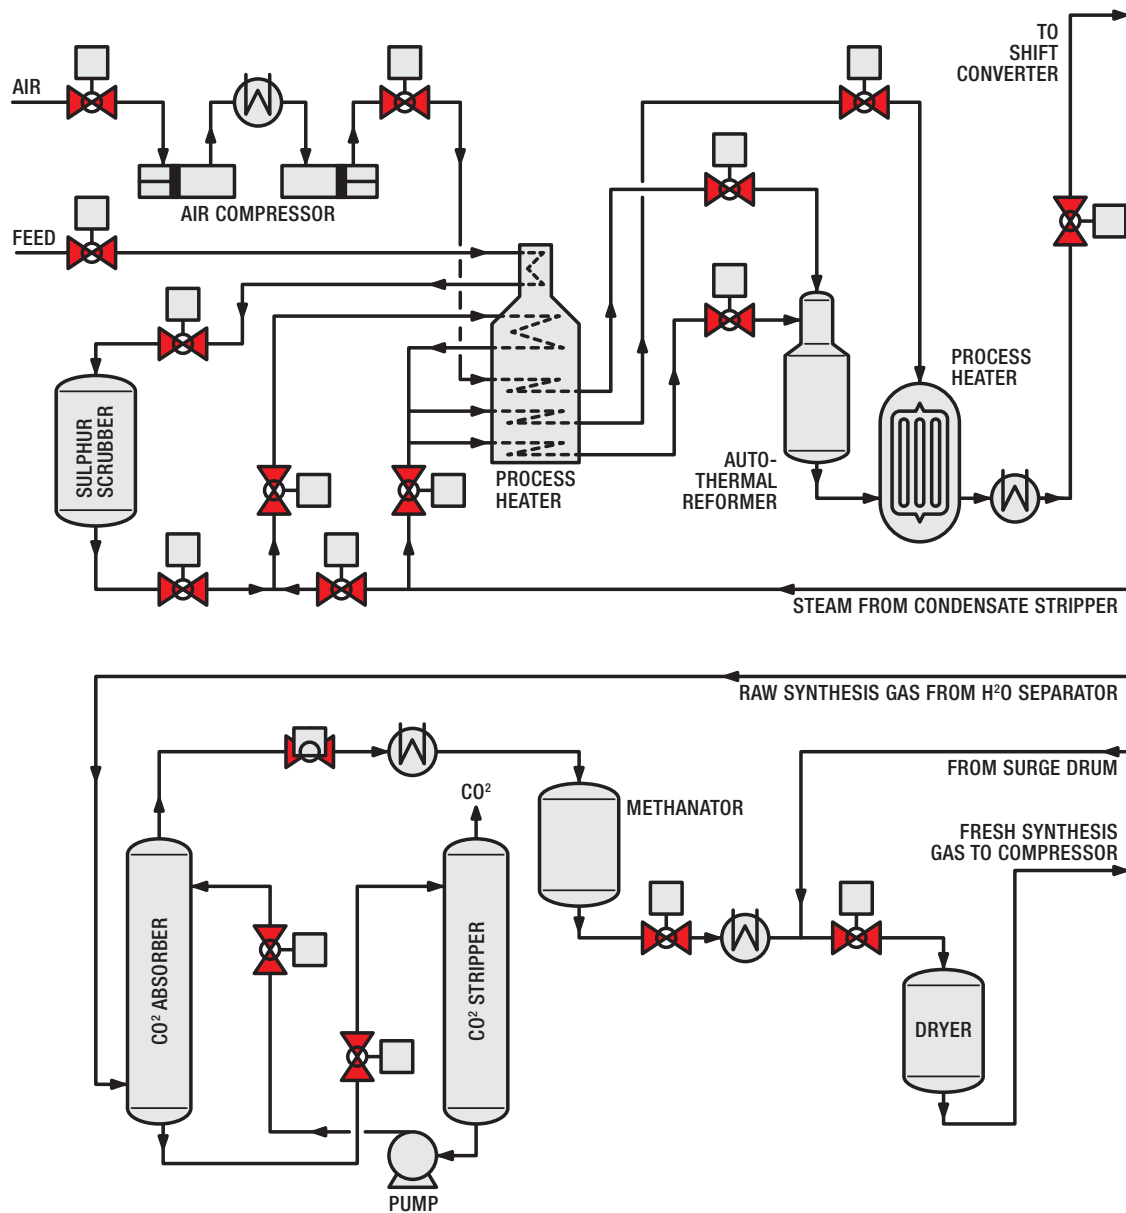 TO
SHIFT
CONVERTER
AIR
AIR COMPRESSOR
FEED
PROCESS
HEATER
SULPHUR
SCRUBBER
PROCESS
HEATER
AUTO-
THERMAL
REFORMER
STEAM FROM CONDENSATE STRIPPER
RAW SYNTHESIS GAS FROM H²O SEPARATOR
FROM SURGE DRUM
CO²
METHANATOR
FRESH SYNTHESIS
GAS TO COMPRESSOR
CO² ABSORBER
CO² STRIPPER
DRYER
PUMP